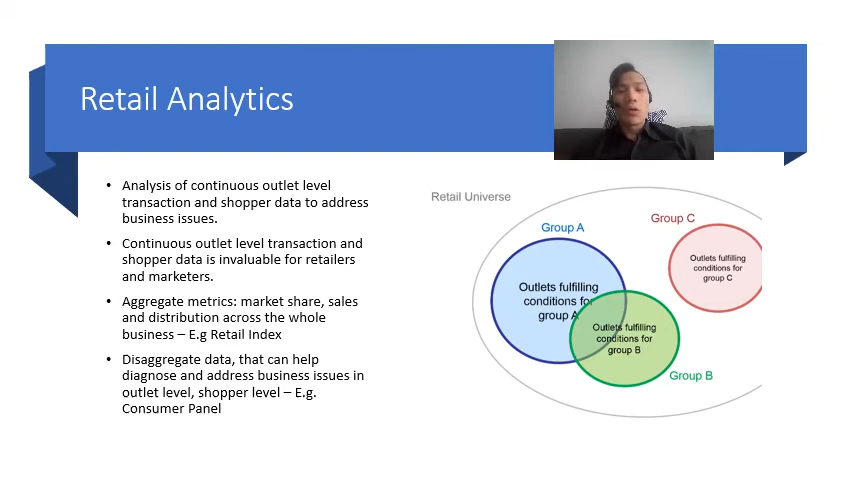 Retail Analytics
• Analysis of continuous outlet level
transaction and shopper data to address
business issues.
• Continuous outlet level transaction and
shopper data is invaluable for retailers
and marketers.
• Aggregate metrics: market share, sales
and distribution across the whole
business – E.g Retail Index
• Disaggregate data, that can help
diagnose and address business issues in
outlet level, shopper level – E.g.
Consumer Panel
Retail Universe
Group A
Outlets fulfilling
conditions for
group A
Group C
Outlets fulfilling
conditions for
group C
Outlets fulfilling
conditions for
group B
Group B